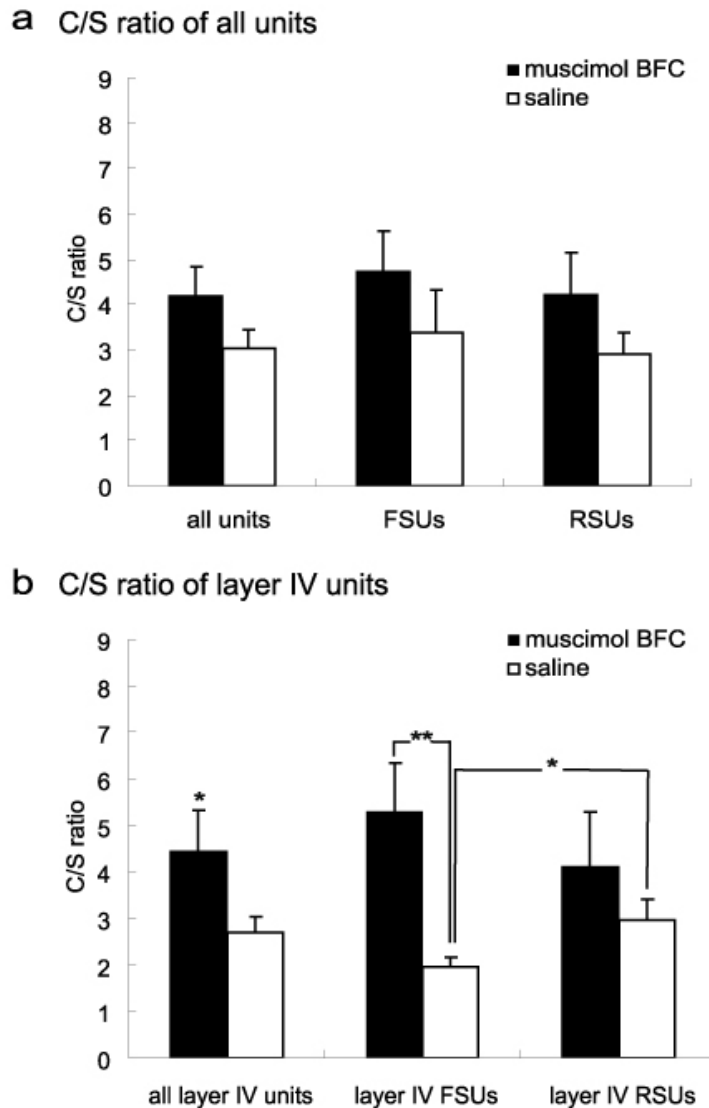 a C/S ratio of all units
muscimol BFC
saline
9
8
7
6
5
4
3
2
1
0
C/S ratio
all units FSUs RSUs
b C/S ratio of layer IV units
muscimol BFC
saline
9
8
7
6
5
4
3
2
1
0
C/S ratio
*
**
*
all layer IV units layer IV FSUs layer IV RSUs